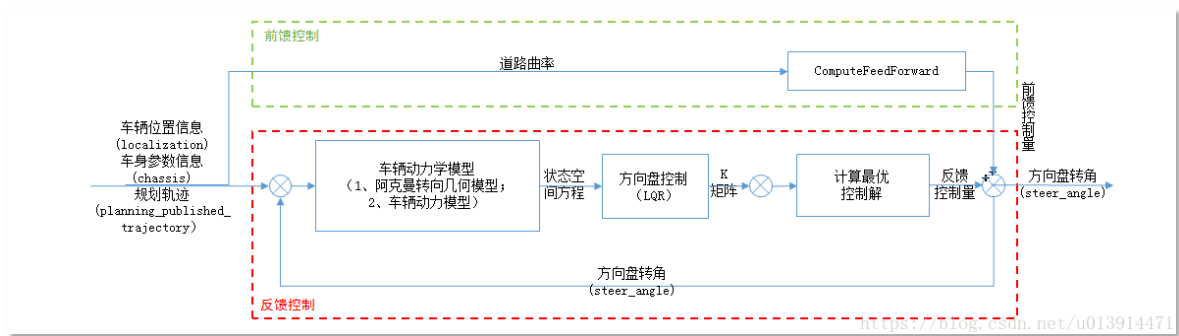 前馈控制
道路曲率
ComputeFeedForward
前馈控制量
车辆位置信息
(localization)
车身参数信息
(chassis)
规划轨迹
(planning_published_
trajectory)
车辆动力学模型
(1、阿克曼转向几何模型;
2、车辆动力模型)
状态空
间方程
方向盘控制
(LQR)
K
矩阵
计算最优
控制解
反馈
控制量
+
+
方向盘转角
(steer_angle)
方向盘转角
(steer_angle)
反馈控制
https://blog.csdn.net/u013914471